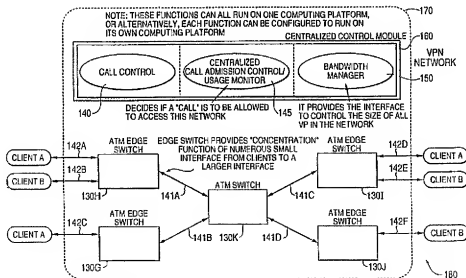 NOTE: THESE FUNCTIONS CAN ALL RUN ON ONE COMPUTING PLATFORM,
OR ALTERNATIVELY, EACH FUNCTION CAN BE CONFIGURED TO RUN ON
ITS OWN COMPUTING PLATFORM
170
CENTRALIZED CONTROL MODULE
160
VPN
NETWORK
CALL CONTROL
CENTRALIZED
CALL ADMISSION CONTROL/
USAGE MONITOR
BANDWIDTH
MANAGER
150
140
145
DECIDES IF A "CALL" IS TO BE ALLOWED
TO ACCESS THIS NETWORK
IT PROVIDES THE INTERFACE
TO CONTROL THE SIZE OF ALL
VP IN THE NETWORK
ATM EDGE
SWITCH
EDGE SWITCH PROVIDES "CONCENTRATION"
FUNCTION OF NUMEROUS SMALL
INTERFACE FROM CLIENTS TO A
LARGER INTERFACE
ATM EDGE
SWITCH
CLIENT A
142A
142D
CLIENT A
CLIENT B
142B
142E
CLIENT B
130H
141A
ATM SWITCH
141C
130I
ATM EDGE
SWITCH
ATM EDGE
SWITCH
CLIENT A
142C
130K
142F
CLIENT B
130G
141B
141D
130J
160